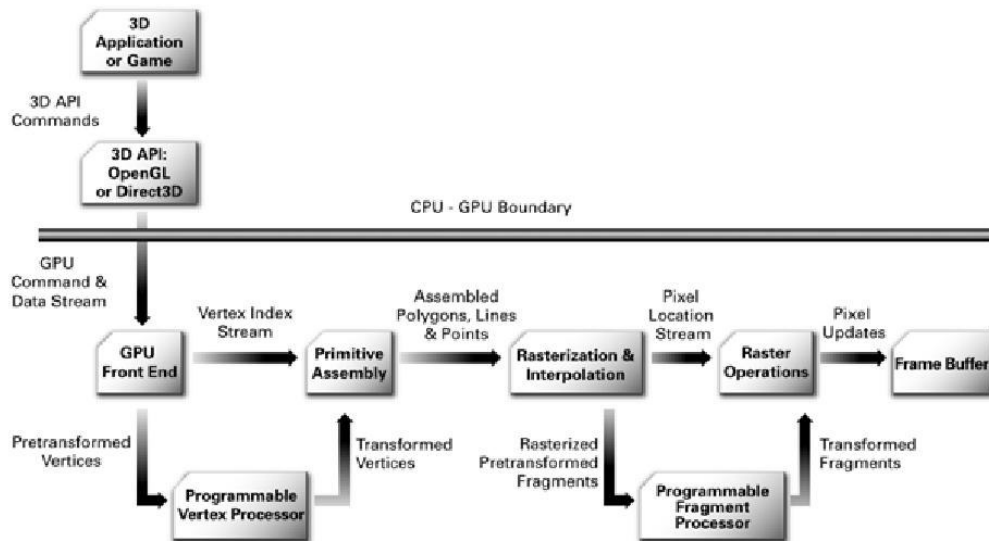 3D
Application
or Game
3D API
Commands
3D API:
OpenGL
or Direct3D
CPU - GPU Boundary
GPU
Command &
Data Stream
Vertex Index
Stream
Assembled
Polygons, Lines
& Points
Pixel
Location
Stream
Pixel
Updates
GPU
Front End
Primitive
Assembly
Rasterization &
Interpolation
Raster
Operations
Frame Buffer
Pretransformed
Vertices
Transformed
Vertices
Rasterized
Pretransformed
Fragments
Transformed
Fragments
Programmable
Vertex Processor
Programmable
Fragment
Processor